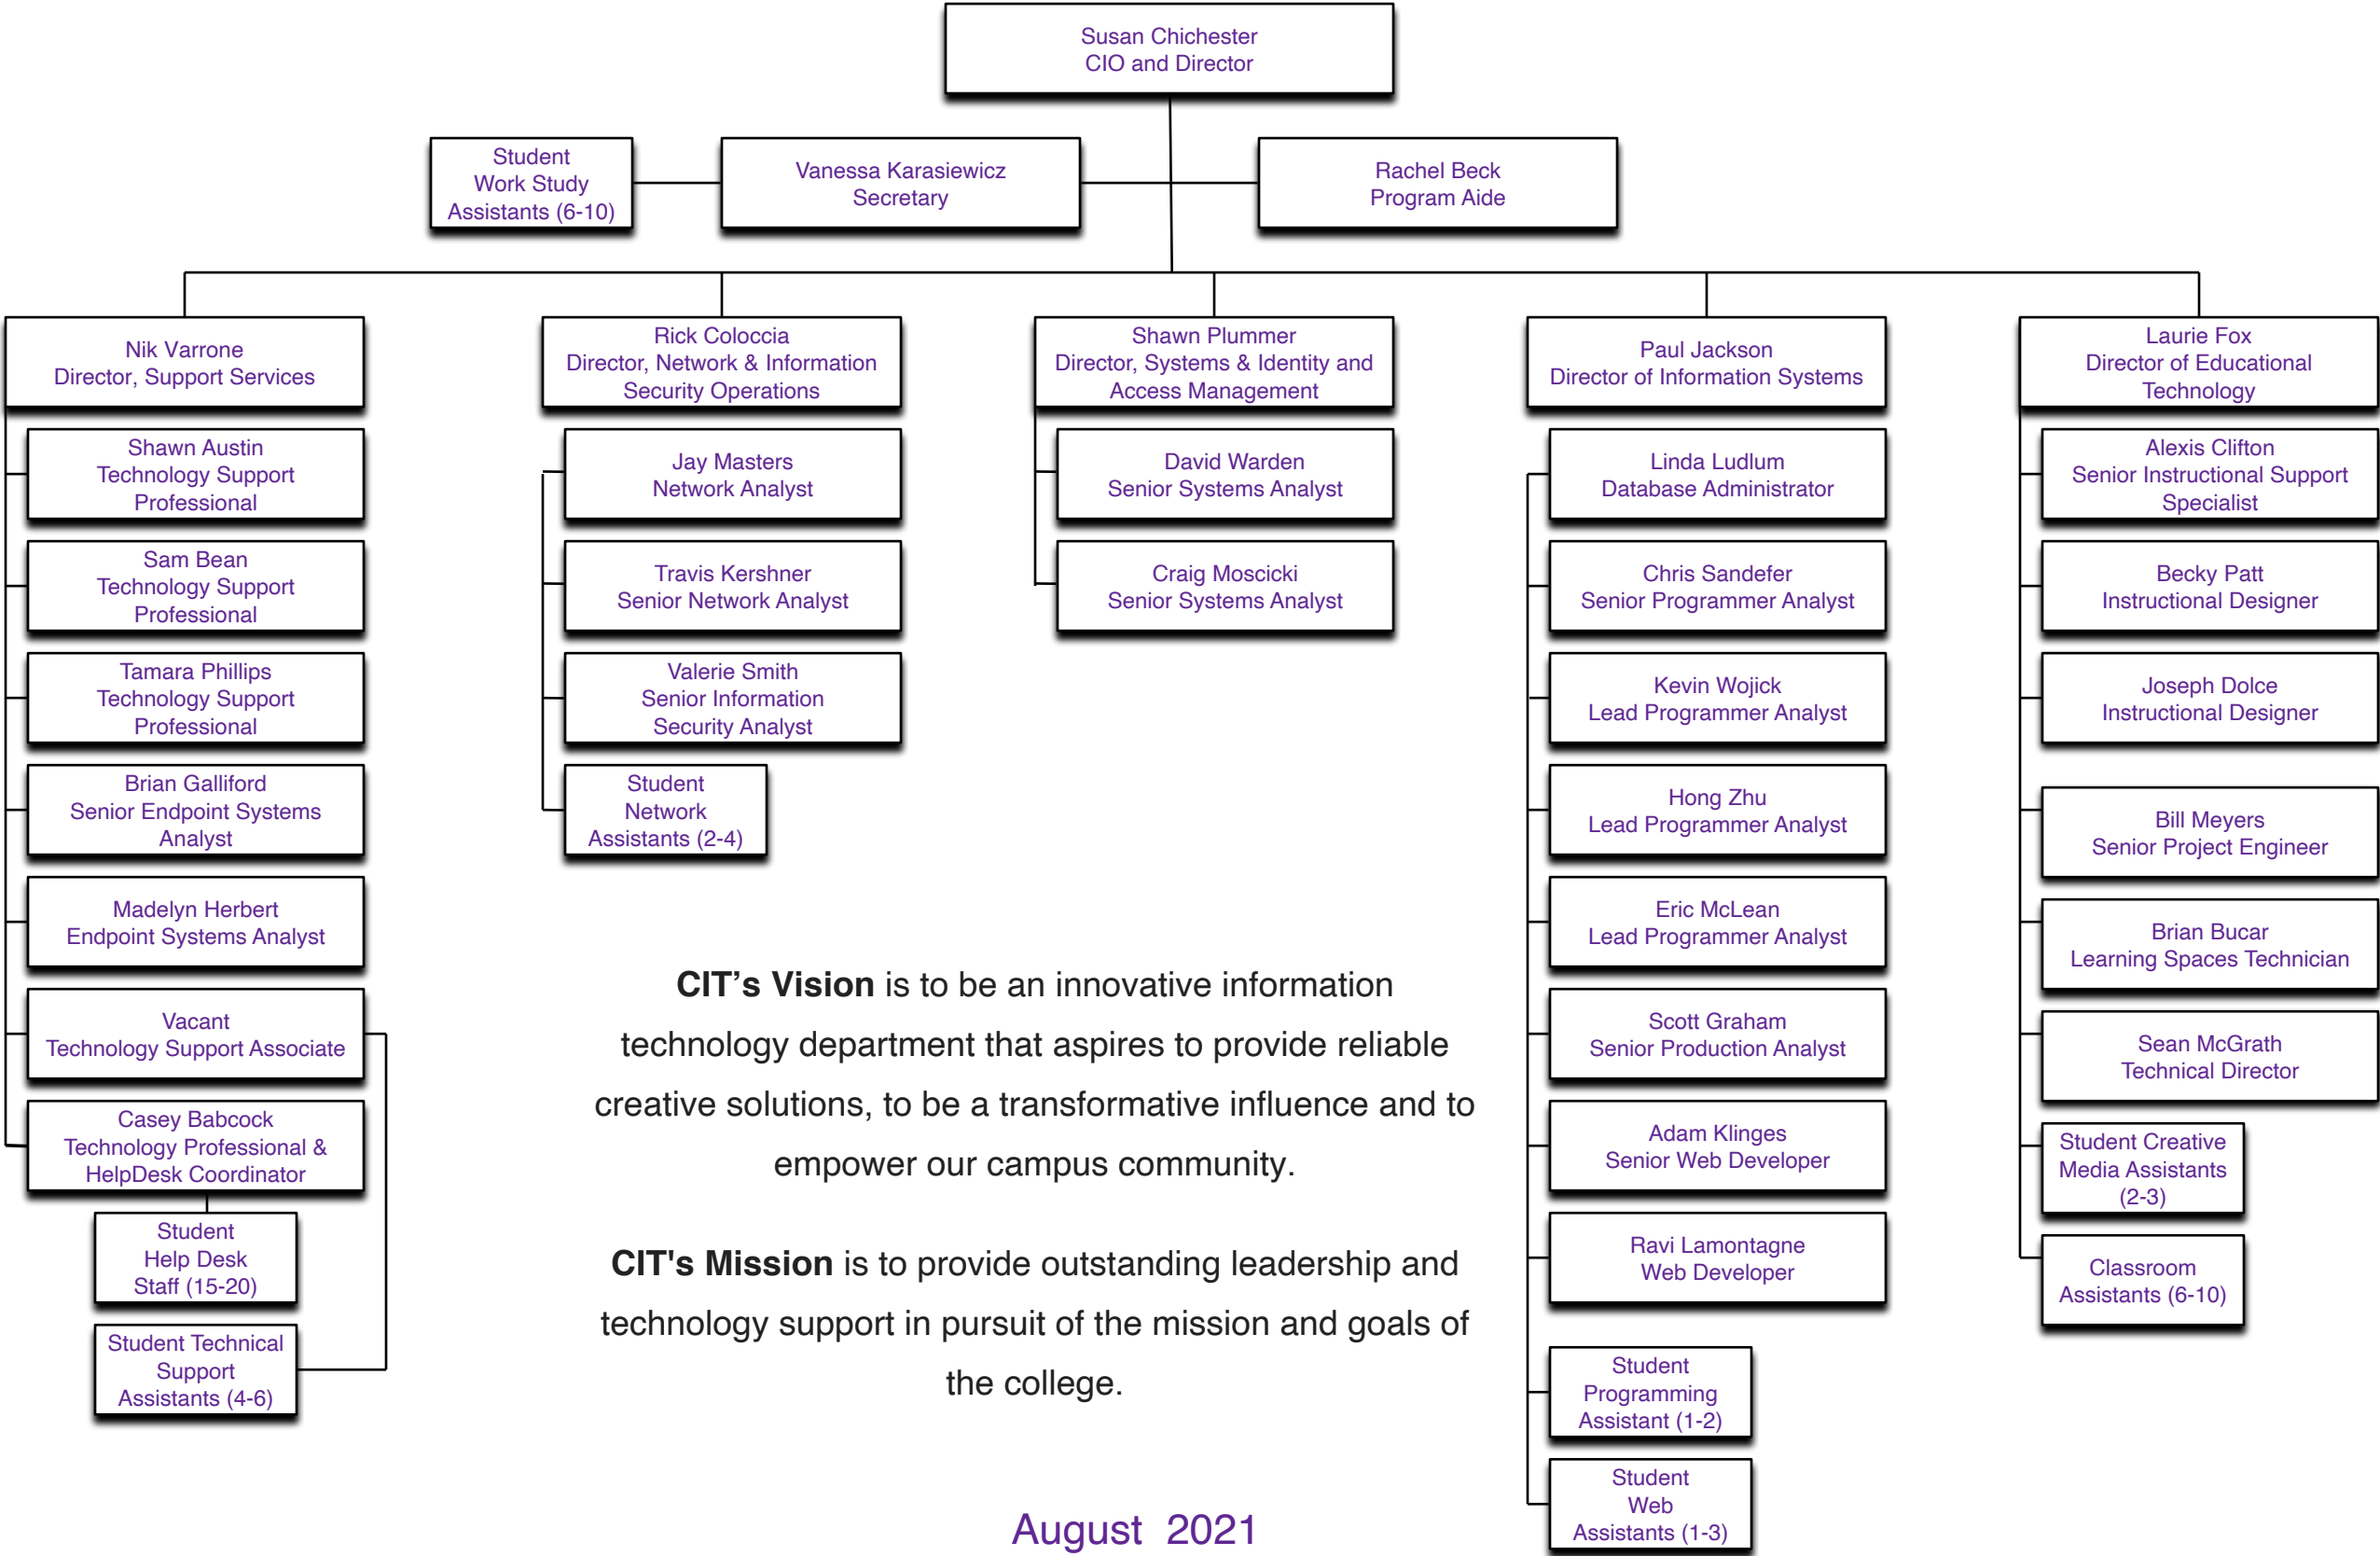 Susan Chichester
CIO and Director
Student
Work Study
Assistants (6-10)
Vanessa Karasiewicz
Secretary
Rachel Beck
Program Aide
Nik Varrone
Director, Support Services
Shawn Austin
Technology Support
Professional
Sam Bean
Technology Support
Professional
Tamara Phillips
Technology Support
Professional
Brian Galliford
Senior Endpoint Systems
Analyst
Madelyn Herbert
Endpoint Systems Analyst
Vacant
Technology Support Associate
Casey Babcock
Technology Professional &
HelpDesk Coordinator
Student
Help Desk
Staff (15-20)
Student Technical
Support
Assistants (4-6)
Rick Coloccia
Director, Network & Information
Security Operations
Jay Masters
Network Analyst
Travis Kershner
Senior Network Analyst
Valerie Smith
Senior Information
Security Analyst
Student
Network
Assistants (2-4)
Shawn Plummer
Director, Systems & Identity and
Access Management
David Warden
Senior Systems Analyst
Craig Moscicki
Senior Systems Analyst
Paul Jackson
Director of Information Systems
Linda Ludlum
Database Administrator
Chris Sandefer
Senior Programmer Analyst
Kevin Wojick
Lead Programmer Analyst
Hong Zhu
Lead Programmer Analyst
Eric McLean
Lead Programmer Analyst
Scott Graham
Senior Production Analyst
Adam Klinges
Senior Web Developer
Ravi Lamontagne
Web Developer
Student
Programming
Assistant (1-2)
Student
Web
Assistants (1-3)
Laurie Fox
Director of Educational
Technology
Alexis Clifton
Senior Instructional Support
Specialist
Becky Patt
Instructional Designer
Joseph Dolce
Instructional Designer
Bill Meyers
Senior Project Engineer
Brian Bucar
Learning Spaces Technician
Sean McGrath
Technical Director
Student Creative
Media Assistants
(2-3)
Classroom
Assistants (6-10)
CIT’s Vision is to be an innovative information
technology department that aspires to provide reliable
creative solutions, to be a transformative influence and to
empower our campus community.
CIT's Mission is to provide outstanding leadership and
technology support in pursuit of the mission and goals of
the college.
August 2021